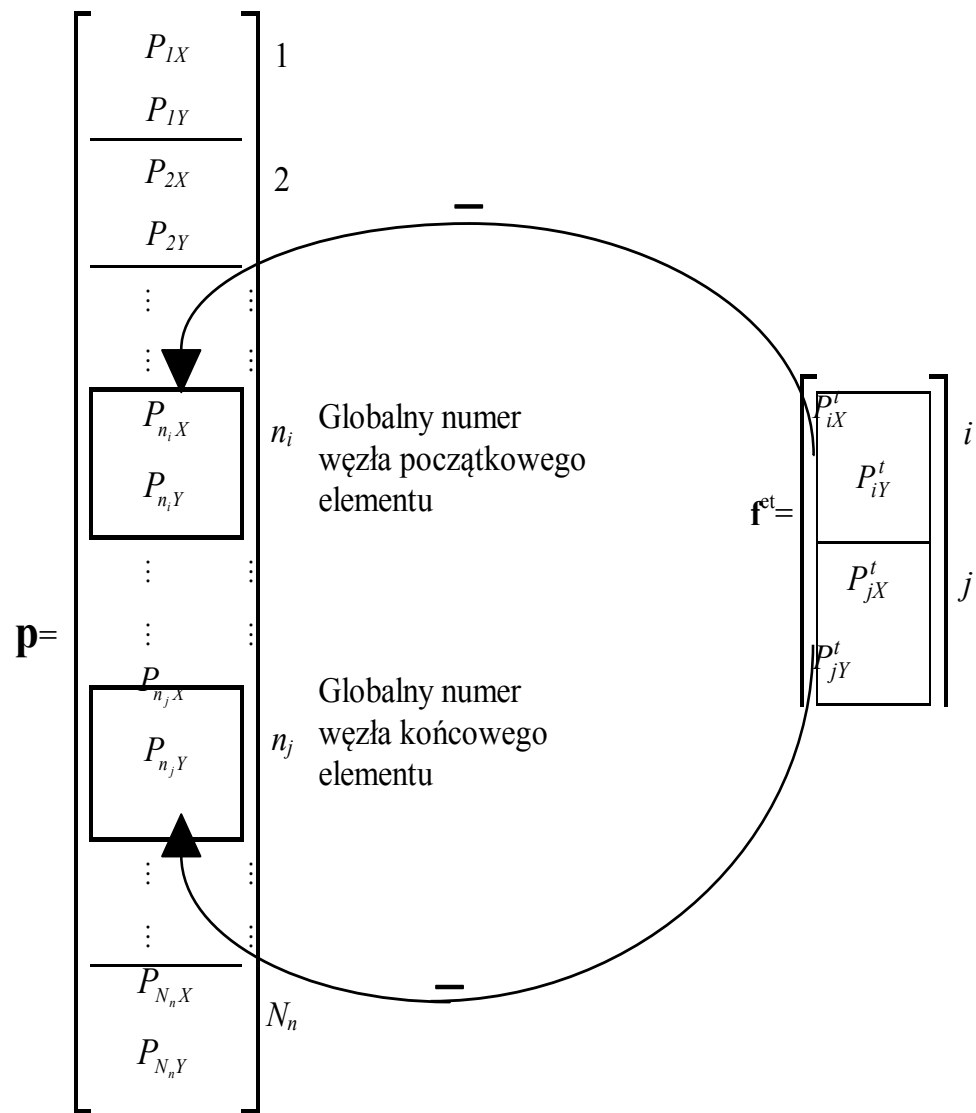 P1X 1
P1Y
P2X 2
P2Y
⋮ ⋮
⋮ ⋮
PniX ni Globalny numer
węzła początkowego
PniY
elementu
⋮ ⋮
p= ⋮ ⋮
PnjX Globalny numer
węzła końcowego
PnjY nj
elementu
⋮ ⋮
⋮ ⋮
PNnX
Nn
PNnY
–
PtiX i
PtiY
fet=
PtjX j
PtjY
–